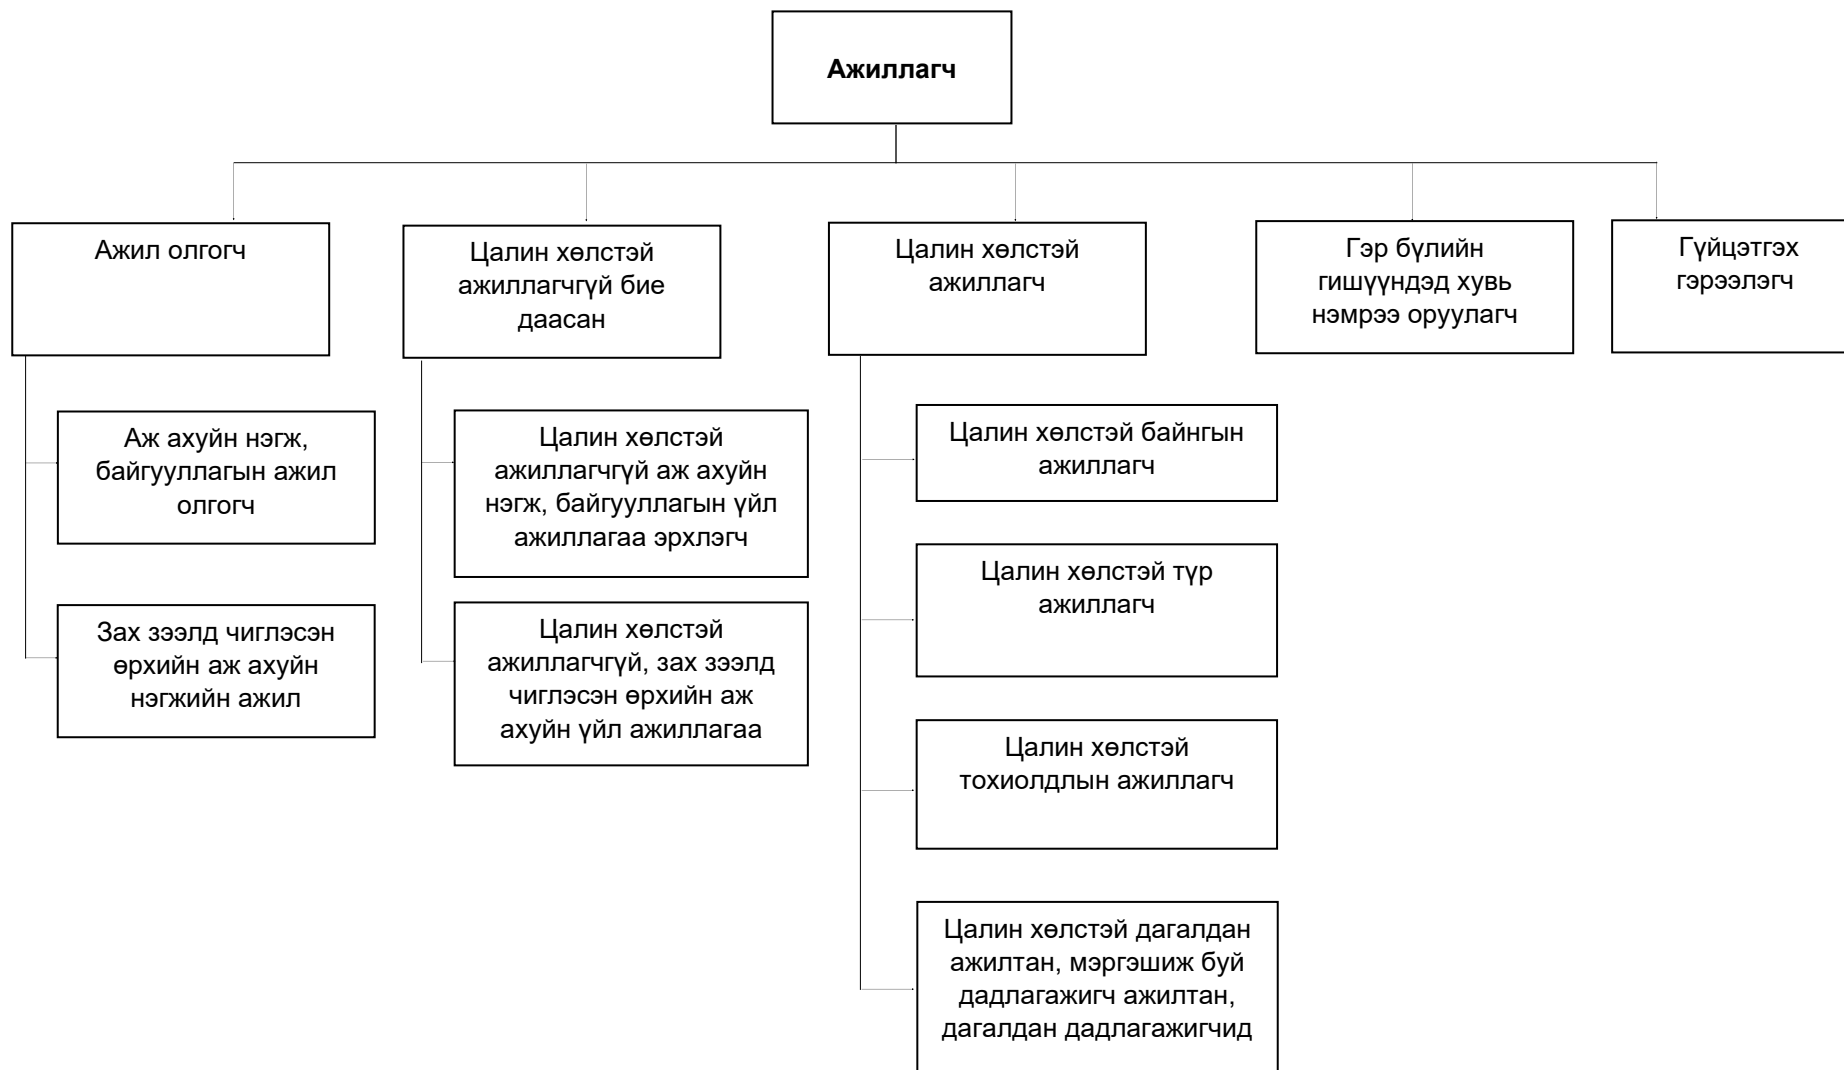 Ажиллагч
Ажил олгогч
Цалин хөлстэй
ажиллагчгүй бие
даасан
Цалин хөлстэй
ажиллагч
Гэр бүлийн
гишүүндэд хувь
нэмрээ оруулагч
Гүйцэтгэх
гэрээлэгч
Аж ахуйн нэгж,
байгууллагын ажил
олгогч
Зах зээлд чиглэсэн
өрхийн аж ахуйн
нэгжийн ажил
Цалин хөлстэй
ажиллагчгүй аж ахуйн
нэгж, байгууллагын үйл
ажиллагаа эрхлэгч
Цалин хөлстэй
ажиллагчгүй, зах зээлд
чиглэсэн өрхийн аж
ахуйн үйл ажиллагаа
Цалин хөлстэй байнгын
ажиллагч
Цалин хөлстэй түр
ажиллагч
Цалин хөлстэй
тохиолдлын ажиллагч
Цалин хөлстэй дагалдан
ажилтан, мэргэшиж буй
дадлагажигч ажилтан,
дагалдан дадлагажигчид